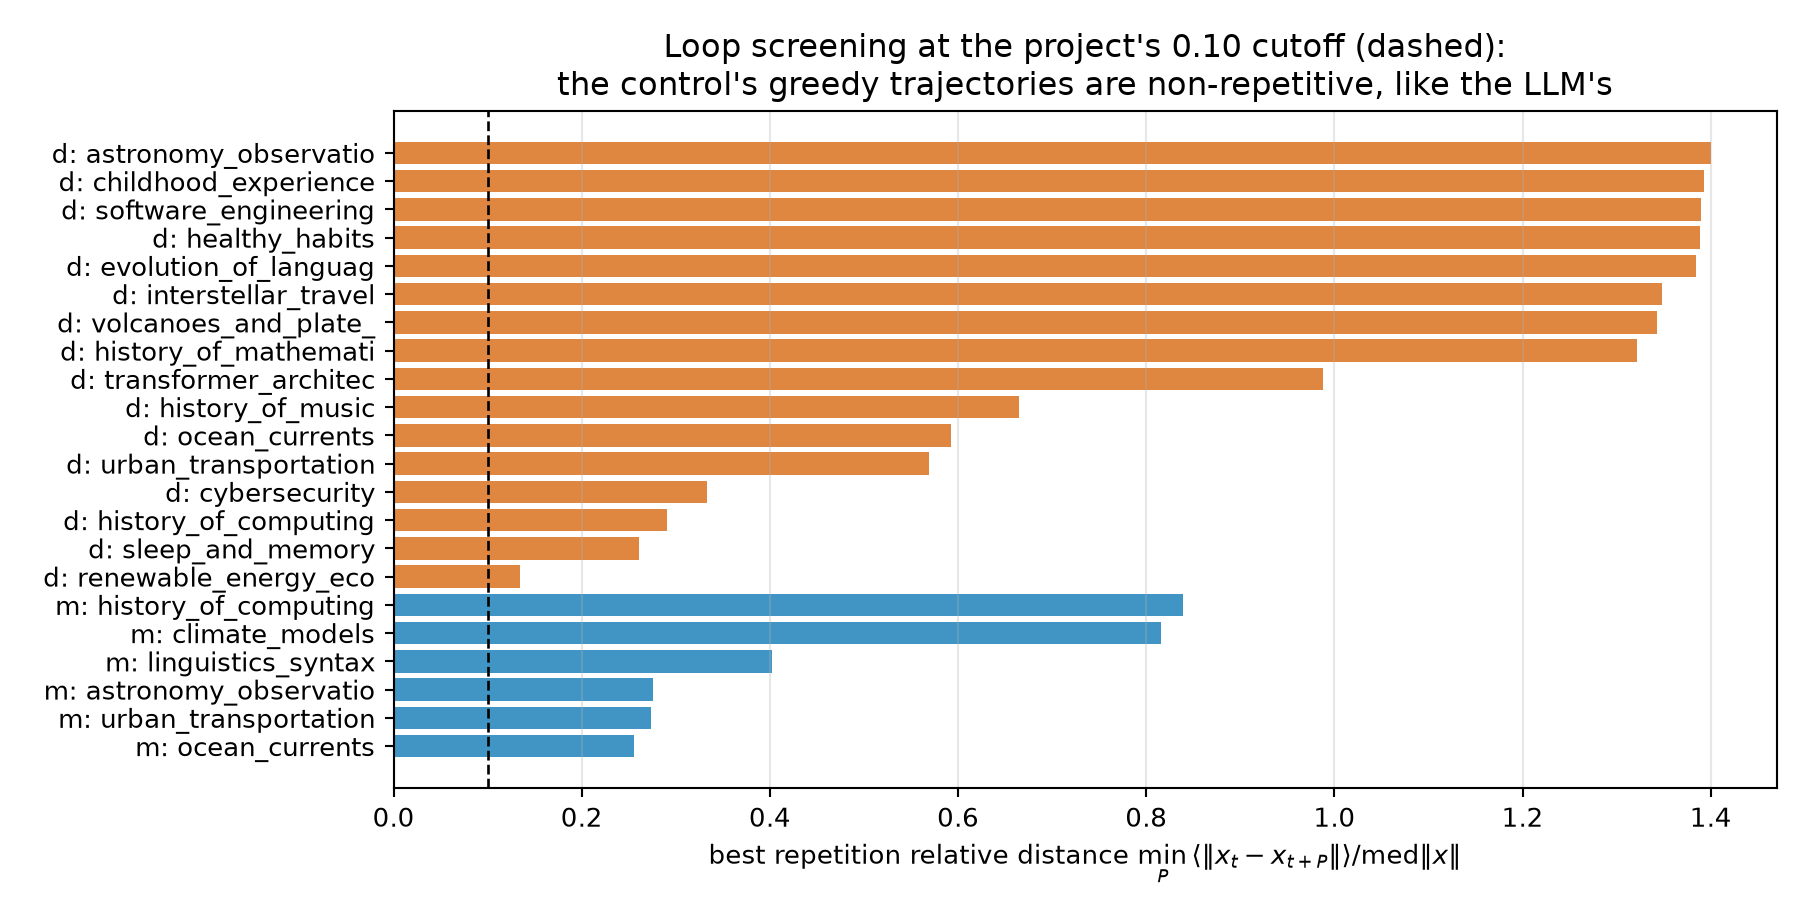 Loop screening at the project's 0.10 cutoff (dashed):
the control's greedy trajectories are non-repetitive, like the LLM's
d: astronomy_observatio
d: childhood_experience
d: software_engineering
d: healthy_habits
d: evolution_of_languag
d: interstellar_travel
d: volcanoes_and_plate_
d: history_of_mathemati
d: transformer_architec
d: history_of_music
d: ocean_currents
d: urban_transportation
d: cybersecurity
d: history_of_computing
d: sleep_and_memory
d: renewable_energy_eco
m: history_of_computing
m: climate_models
m: linguistics_syntax
m: astronomy_observatio
m: urban_transportation
m: ocean_currents
0.0 0.2 0.4 0.6 0.8 1.0 1.2 1.4
best repetition relative distance min_P ⟨‖x_t − x_{t+P}‖⟩/med‖x‖